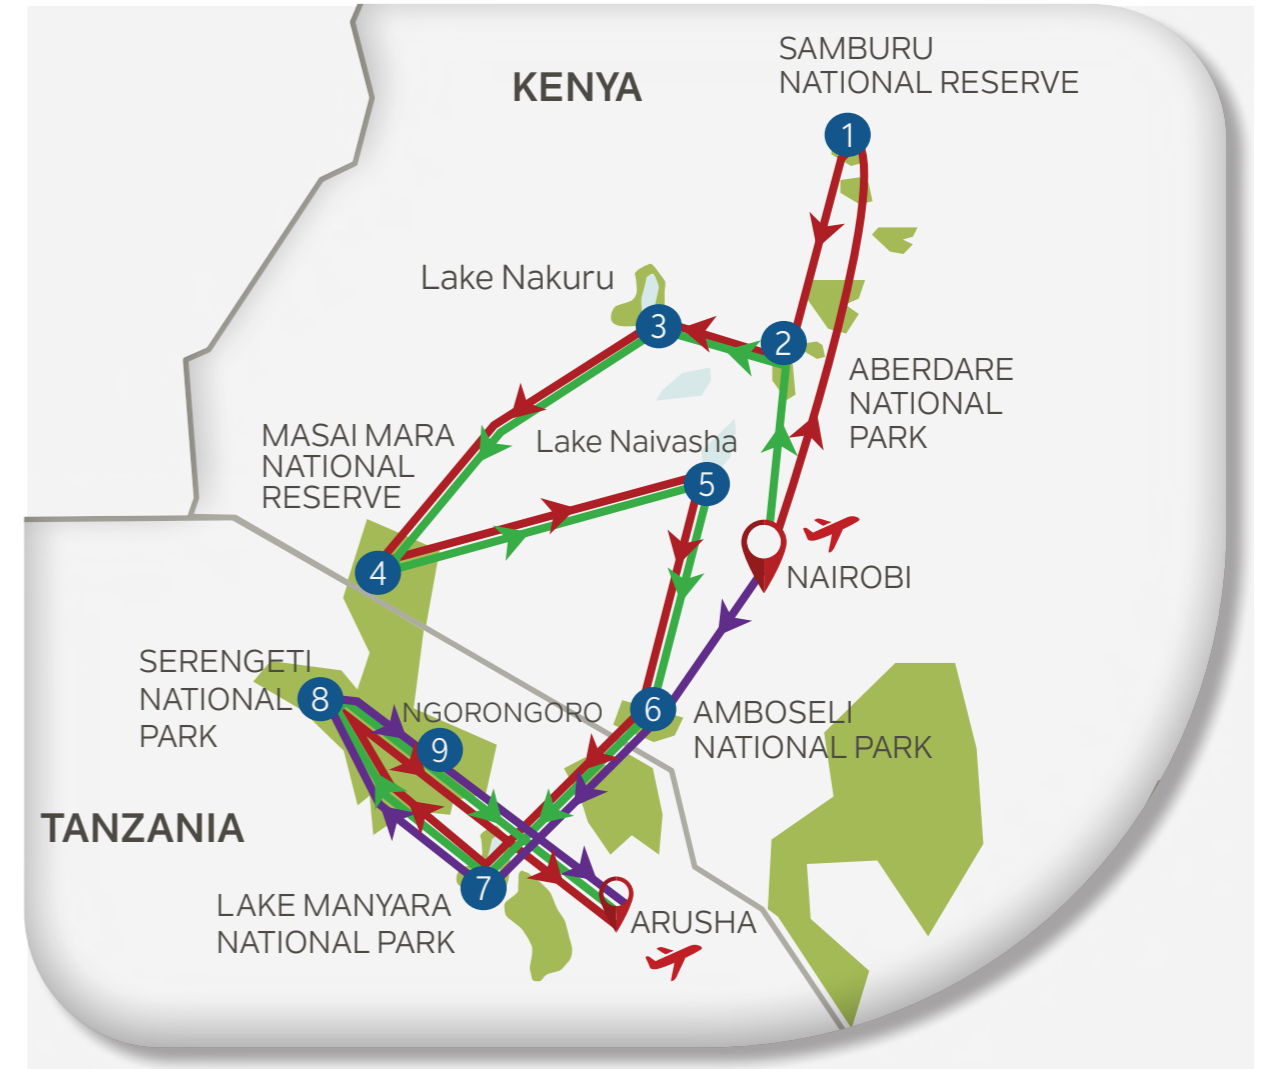 SAMBURU
NATIONAL RESERVE
KENYA
1
Lake Nakuru
3
2
ABERDARE
NATIONAL
PARK
MASAI MARA
NATIONAL
RESERVE
Lake Naivasha
5
4
NAIROBI
SERENGETI
NATIONAL
PARK
8
NGORONGORO
6
AMBOSELI
NATIONAL PARK
9
TANZANIA
7
LAKE MANYARA
NATIONAL PARK
ARUSHA